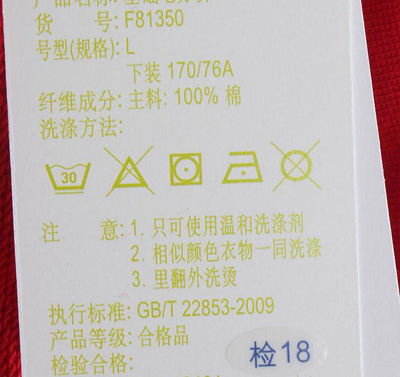 货 号: F81350
号型(规格): L
下装 170/76A
纤维成分: 主料: 100% 棉
洗涤方法:
30
注 意: 1. 只可使用温和洗涤剂
2. 相似颜色衣物一同洗涤
3. 里翻外洗烫
执行标准: GB/T 22853-2009
产品等级: 合格品
检验合格:
检18